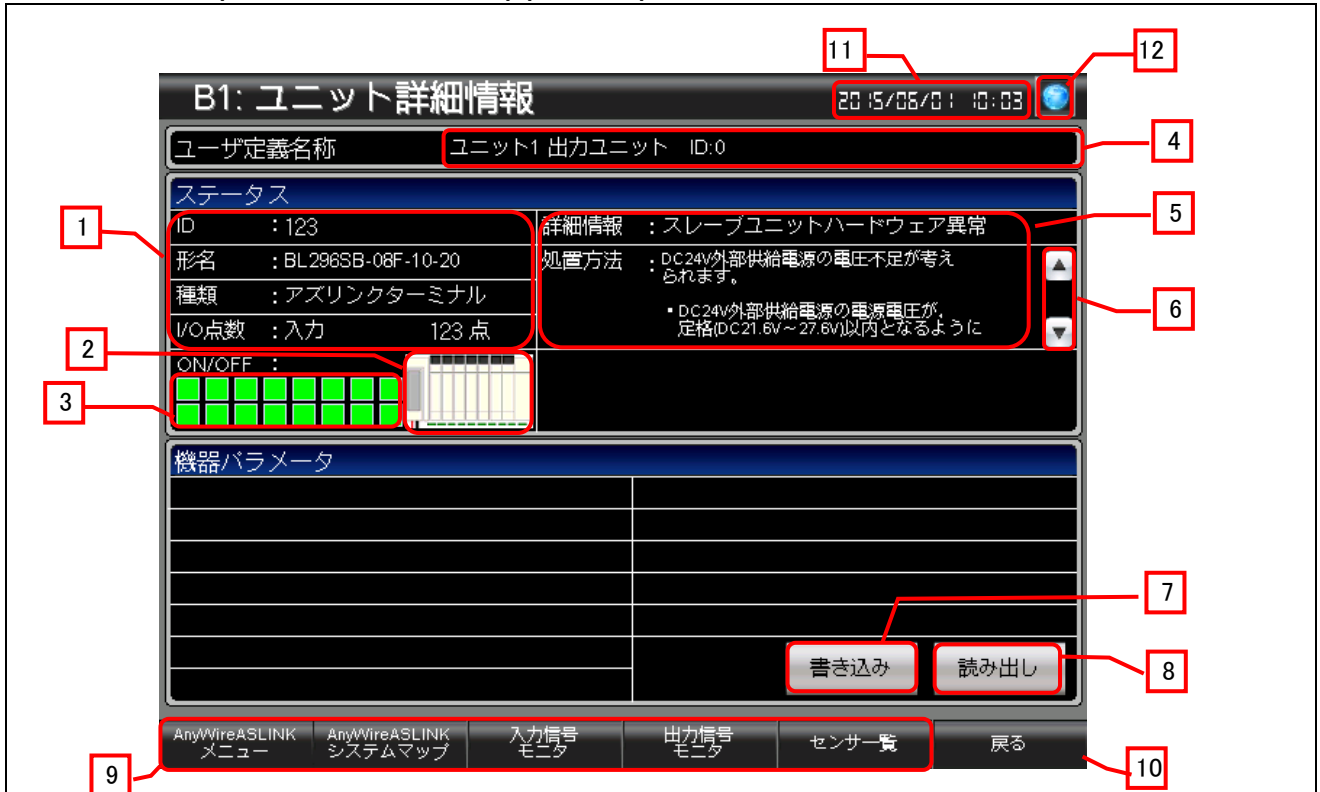 11
12
B1: ユニット詳細情報
2015/06/01 10:03
ユーザ定義名称
ユニット1 出力ユニット ID:0
4
ステータス
1
ID :123
詳細情報 :スレーブユニットハードウェア異常
5
形名 :BL296SB-08F-10-20
処置方法 :DC24V外部供給電源の電圧不足が考え
られます。
種類 :アズリンクターミナル
・DC24V外部供給電源の電源電圧が、
定格(DC21.6V～27.6V)以内となるように
6
I/O点数 :入力 123 点
2
ON/OFF :
3
機器パラメータ
7
書き込み
読み出し
8
AnyWireASLINK
メニュー
AnyWireASLINK
システムマップ
入力信号
モニタ
出力信号
モニタ
センサ一覧
戻る
9
10